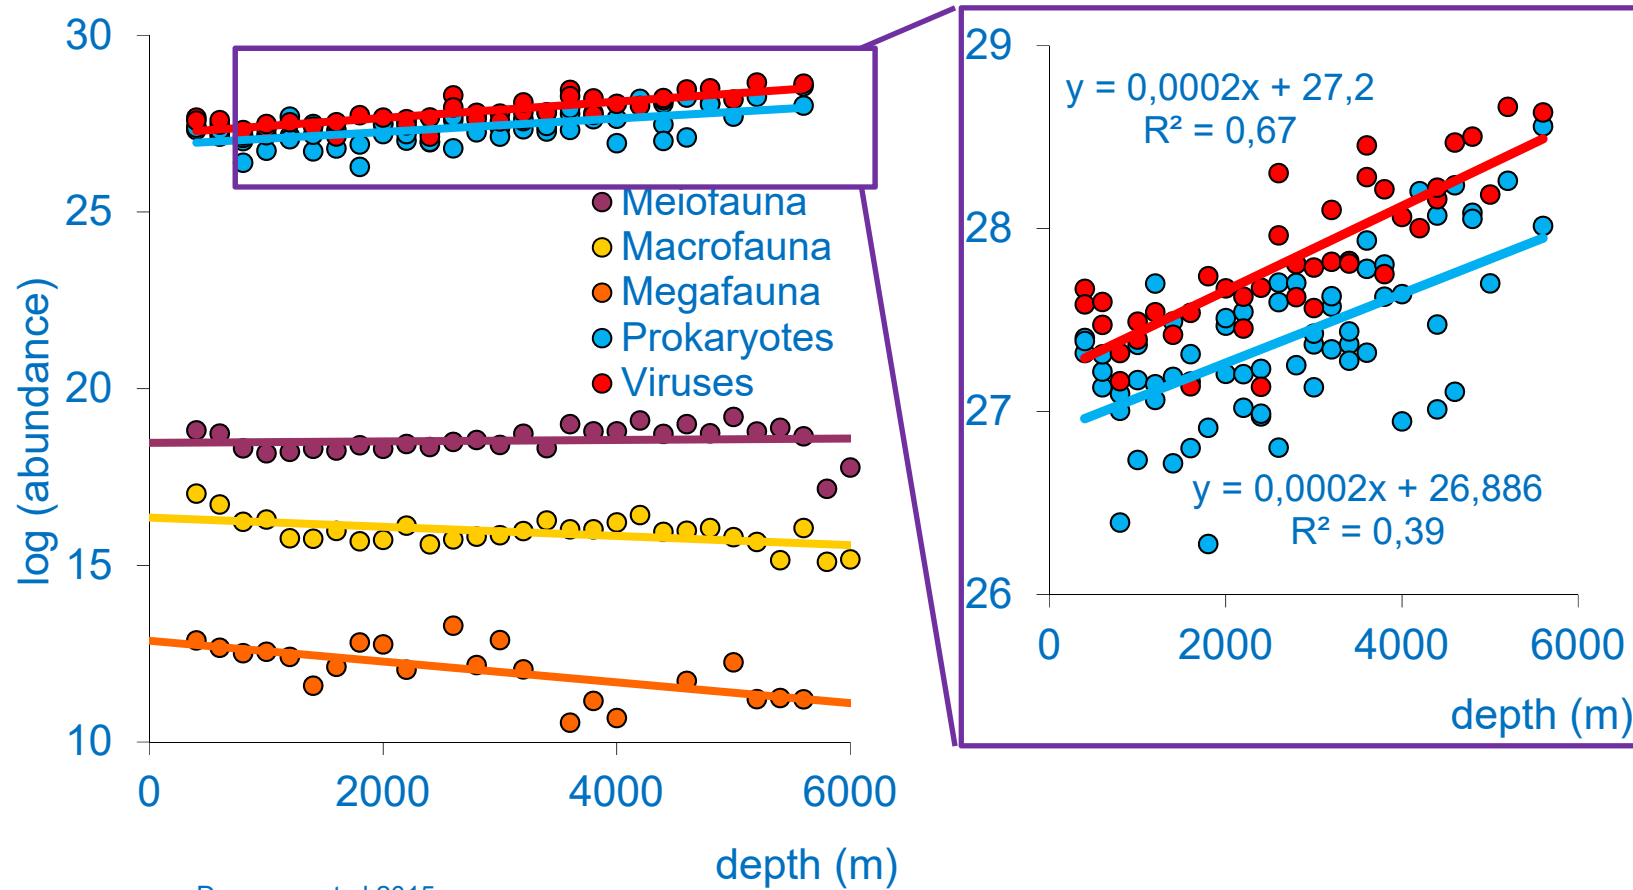 30
25
20
15
10
log (abundance)
0 2000 4000 6000
depth (m)
Meiofauna
Macrofauna
Megafauna
Prokaryotes
Viruses
29
28
27
26
y = 0,0002x + 27,2
R² = 0,67
y = 0,0002x + 26,886
R² = 0,39
0 2000 4000 6000
depth (m)